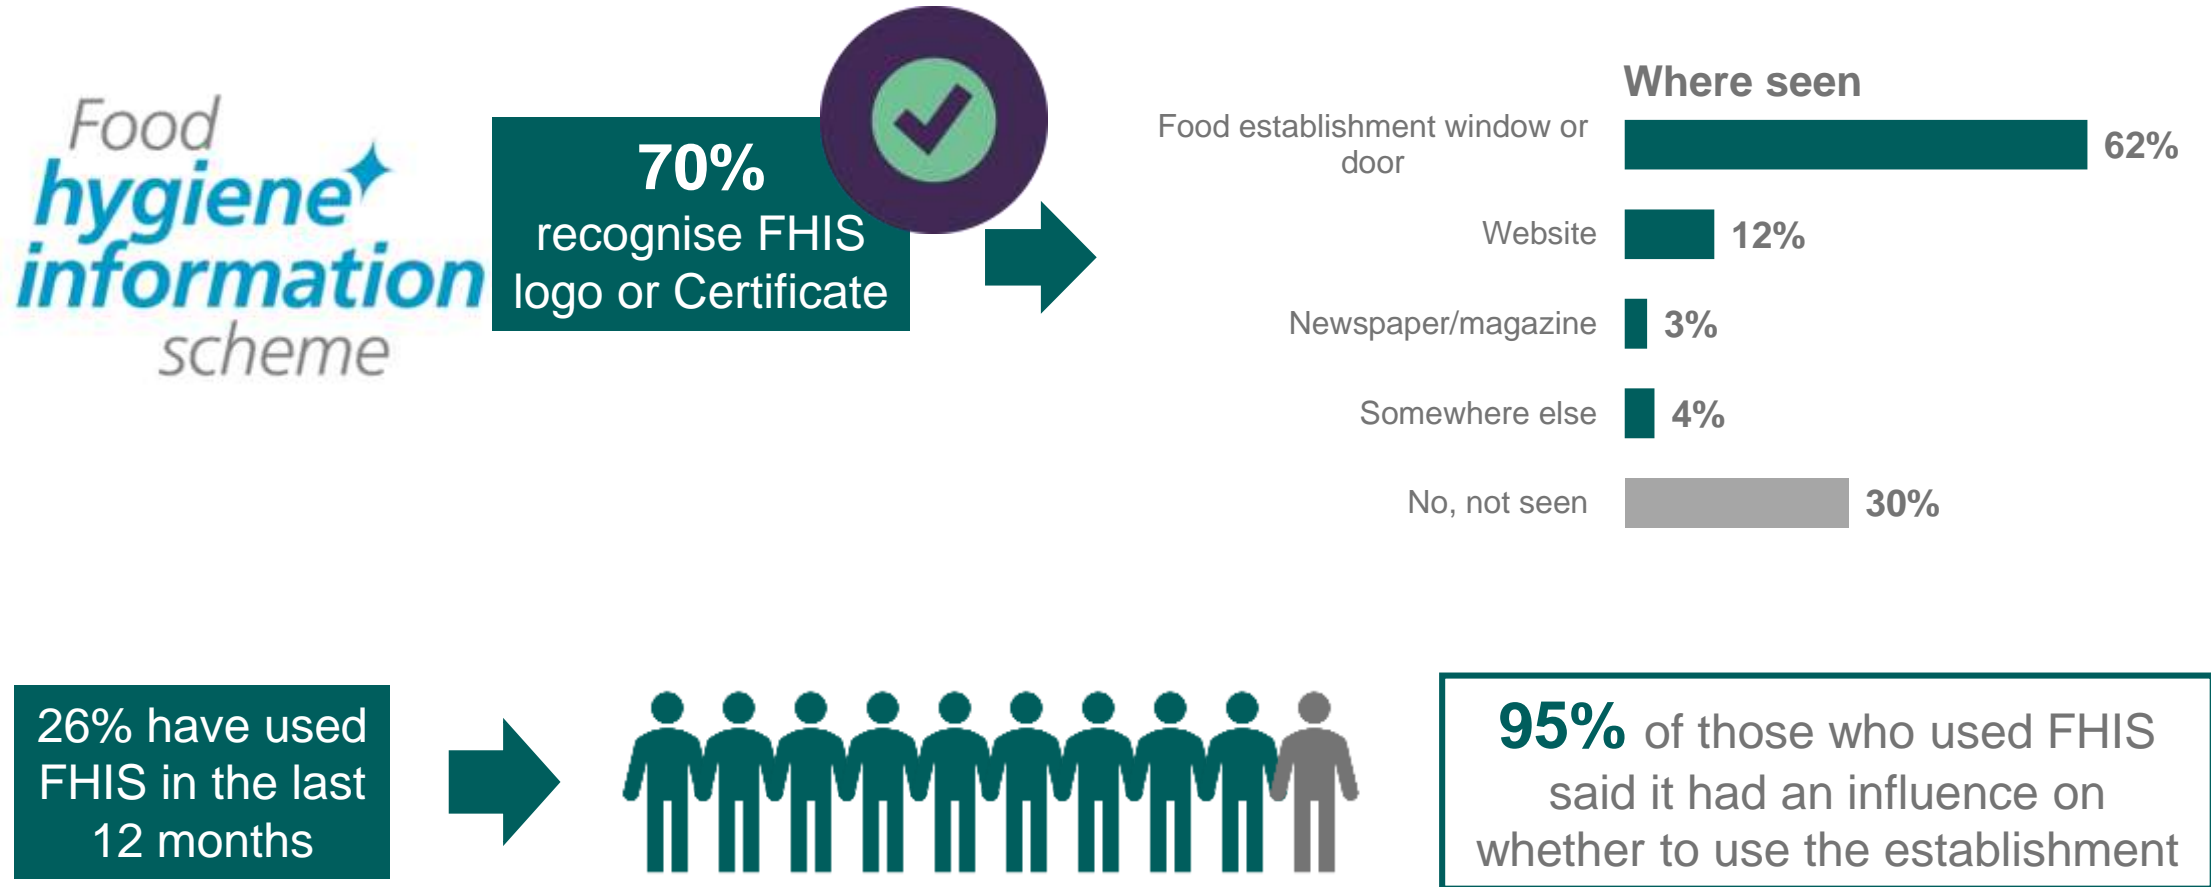 Food
hygiene
information
scheme
70%
recognise FHIS
logo or Certificate
Where seen
Food establishment window or
door
62%
Website
12%
Newspaper/magazine
3%
Somewhere else
4%
No, not seen
30%
26% have used
FHIS in the last
12 months
95% of those who used FHIS
said it had an influence on
whether to use the establishment